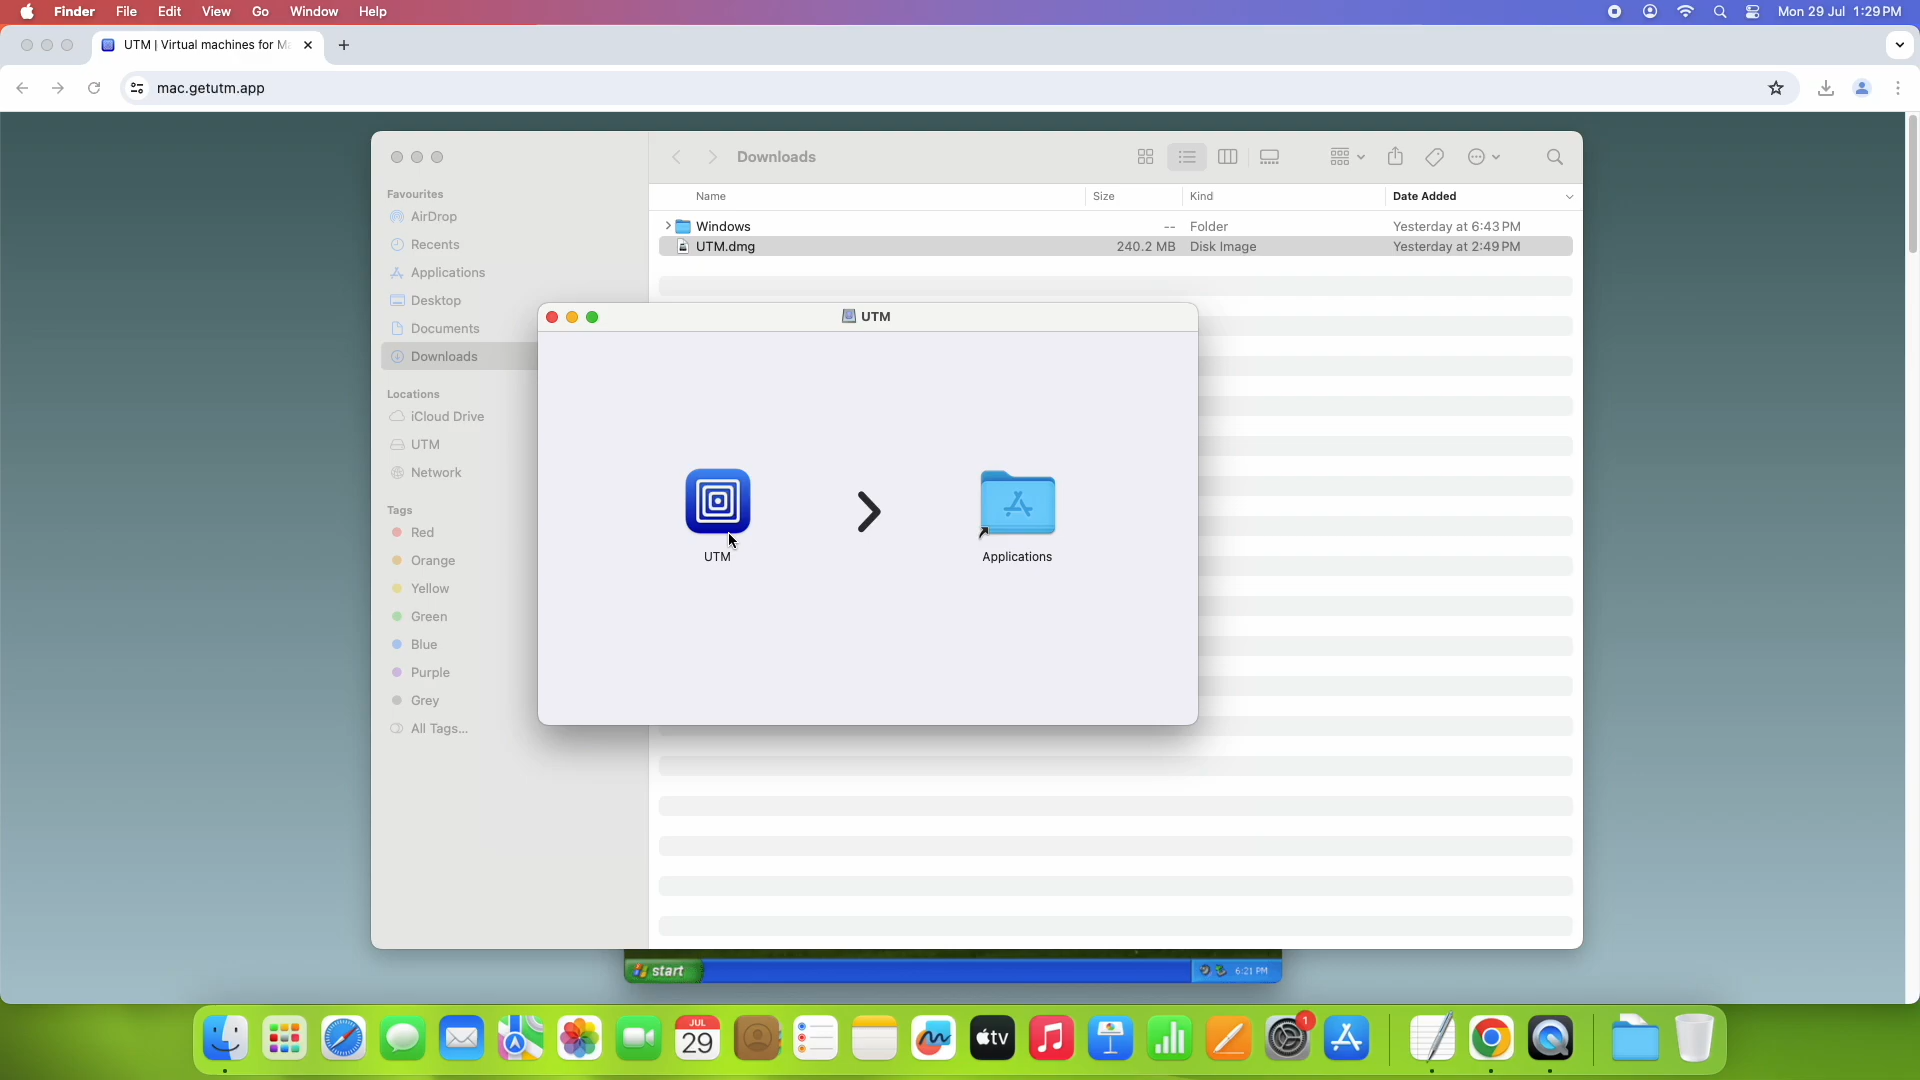 Finder File Edit View Go Window Help Mon 29 Jul 1:29 PM
UTM | Virtual machines for Ma
mac.getutm.app
Downloads
Favourites
AirDrop
Recents
Applications
Desktop
Documents
Downloads
Locations
iCloud Drive
UTM
Network
Tags
Red
Orange
Yellow
Green
Blue
Purple
Grey
All Tags...
Name Size Kind Date Added
Windows -- Folder Yesterday at 6:43 PM
UTM.dmg 240.2 MB Disk Image Yesterday at 2:49 PM
UTM
UTM Applications
start 6:21 PM
JUL
29
tv
1